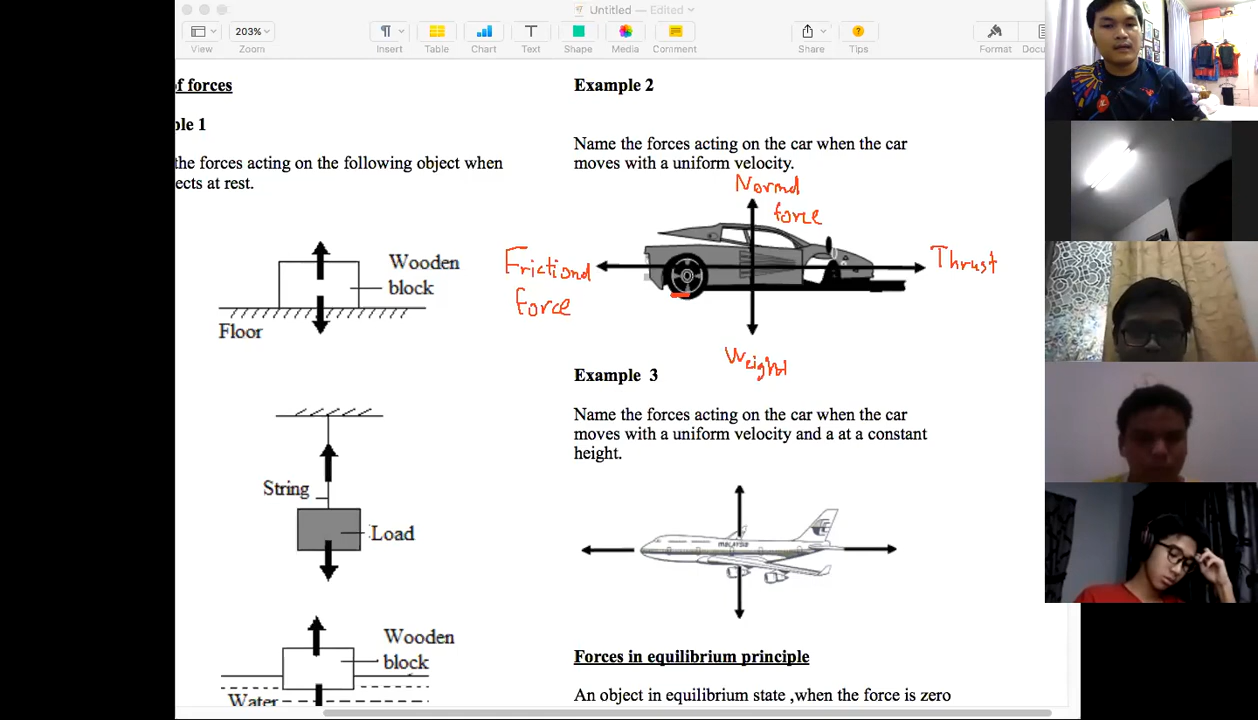 Untitled — Edited
203%
View
Zoom
Insert
Table
Chart
Text
Shape
Media
Comment
Share
Tips
Format
Docu
of forces
ple 1
the forces acting on the following object when
ects at rest.
Wooden
block
Floor
String
Load
Wooden
block
Water
Example 2
Name the forces acting on the car when the car
moves with a uniform velocity.
Normal
force
Frictional
Force
Thrust
Weight
Example 3
Name the forces acting on the car when the car
moves with a uniform velocity and a at a constant
height.
MALAYSIA
Forces in equilibrium principle
An object in equilibrium state ,when the force is zero